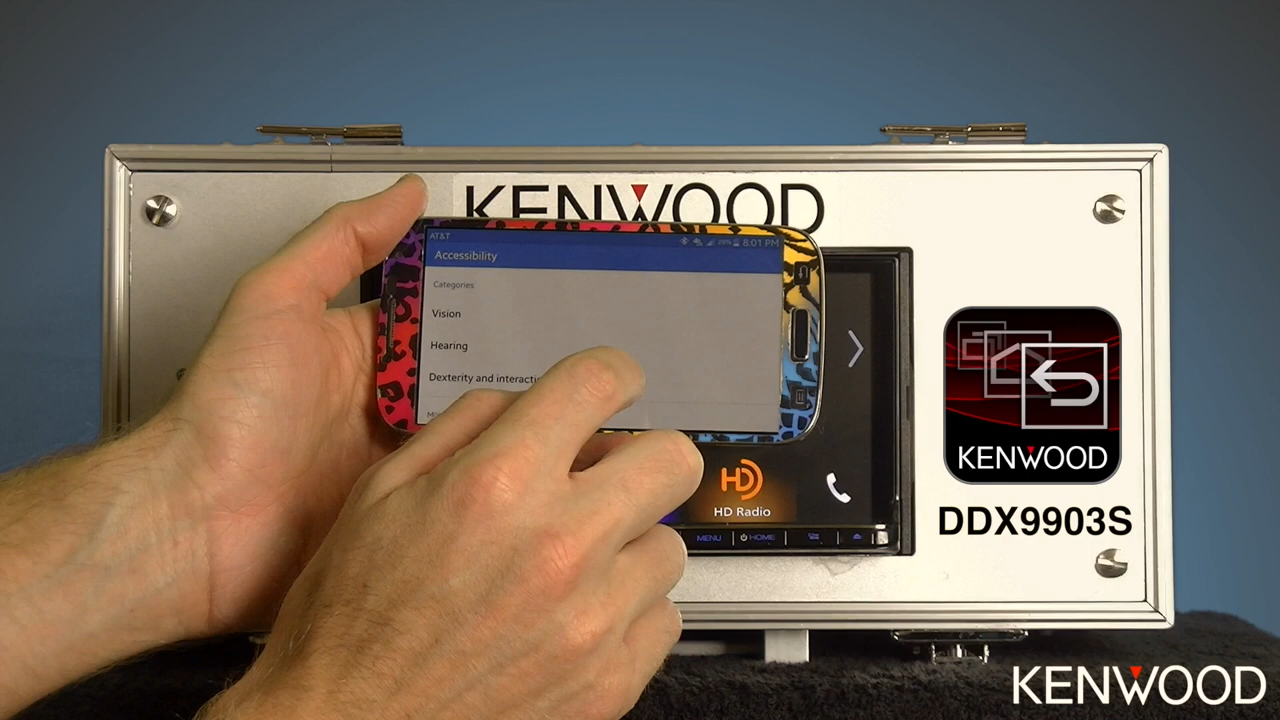 KENWOOD
AT&T
8:01 PM
Accessibility
Categories
Vision
Hearing
Dexterity and interacti
HD
HD Radio
MENU
HOME
KENWOOD
DDX9903S
KENWOOD